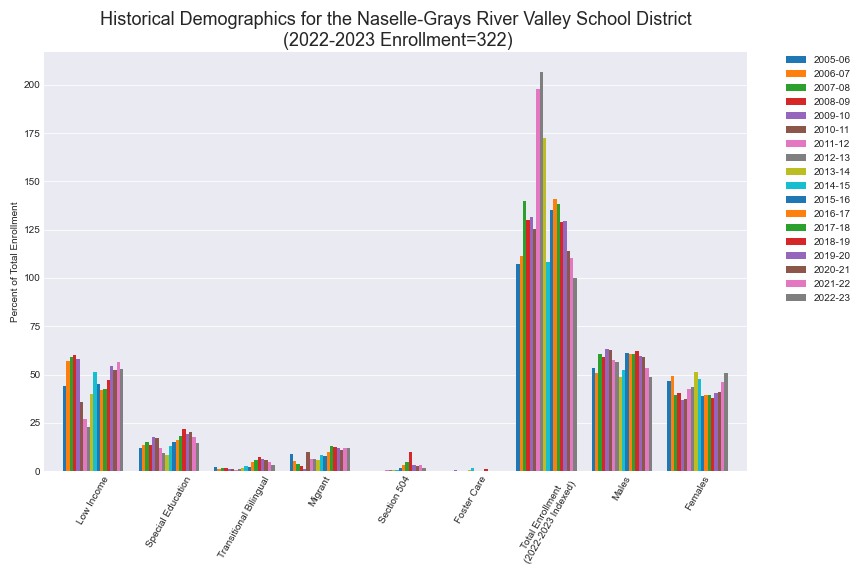 Historical Demographics for the Naselle-Grays River Valley School District
(2022-2023 Enrollment=322)
Percent of Total Enrollment
200
175
150
125
100
75
50
25
0
Low Income
Special Education
Transitional Bilingual
Migrant
Section 504
Foster Care
Total Enrollment
(2022-2023 Indexed)
Males
Females
2005-06
2006-07
2007-08
2008-09
2009-10
2010-11
2011-12
2012-13
2013-14
2014-15
2015-16
2016-17
2017-18
2018-19
2019-20
2020-21
2021-22
2022-23